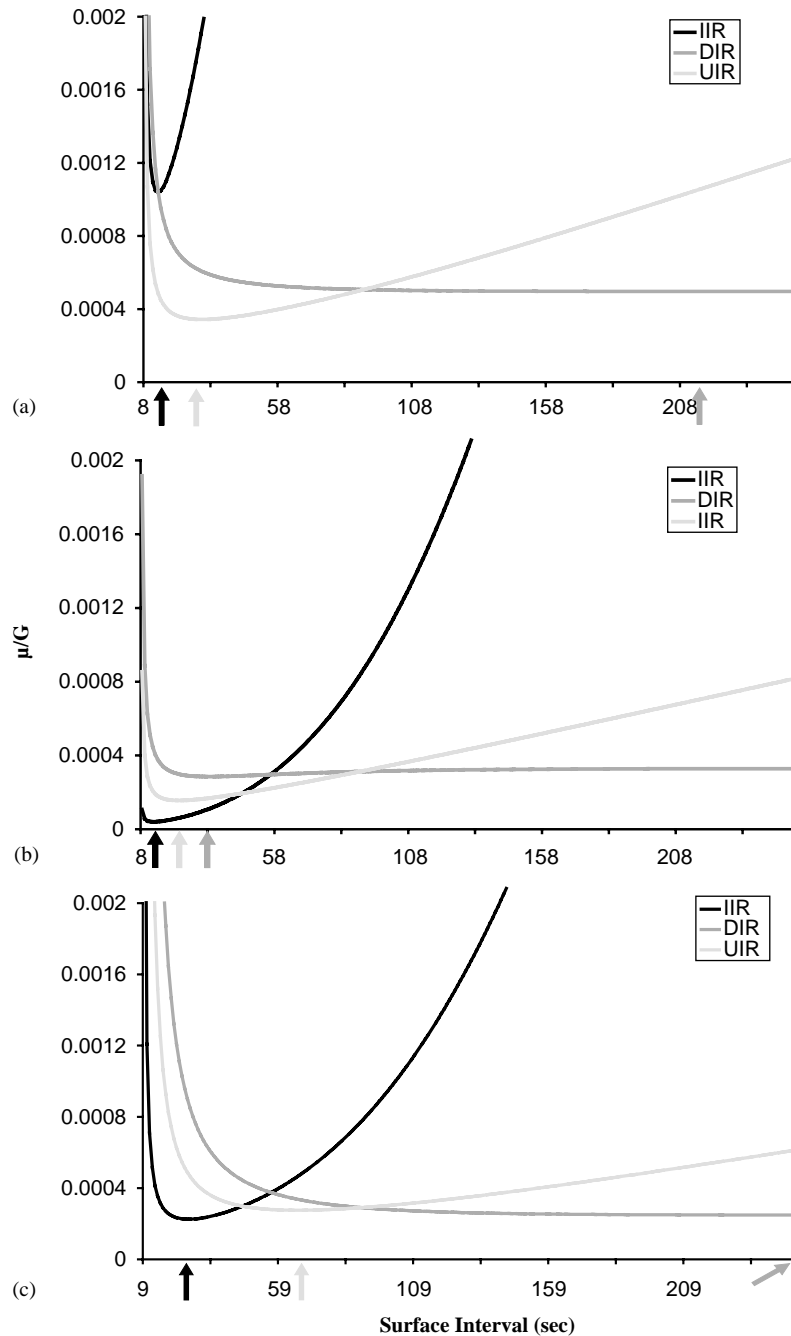 0.002
0.0016
0.0012
0.0008
0.0004
0
IIR
DIR
UIR
8 58 108 158 208
(a)
0.002
0.0016
0.0012
0.0008
0.0004
0
IIR
DIR
IIR
µ/G
8 58 108 158 208
(b)
0.002
0.0016
0.0012
0.0008
0.0004
0
IIR
DIR
UIR
9 59 109 159 209
(c)
Surface Interval (sec)